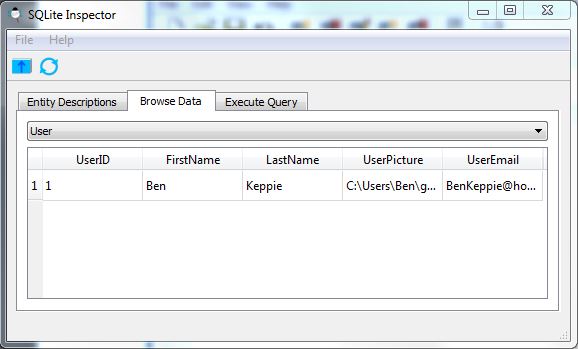 SQLite Inspector
File Help
Entity Descriptions Browse Data Execute Query
User
UserID FirstName LastName UserPicture UserEmail
1 1 Ben Keppie C:\Users\Ben\g... BenKeppie@ho...